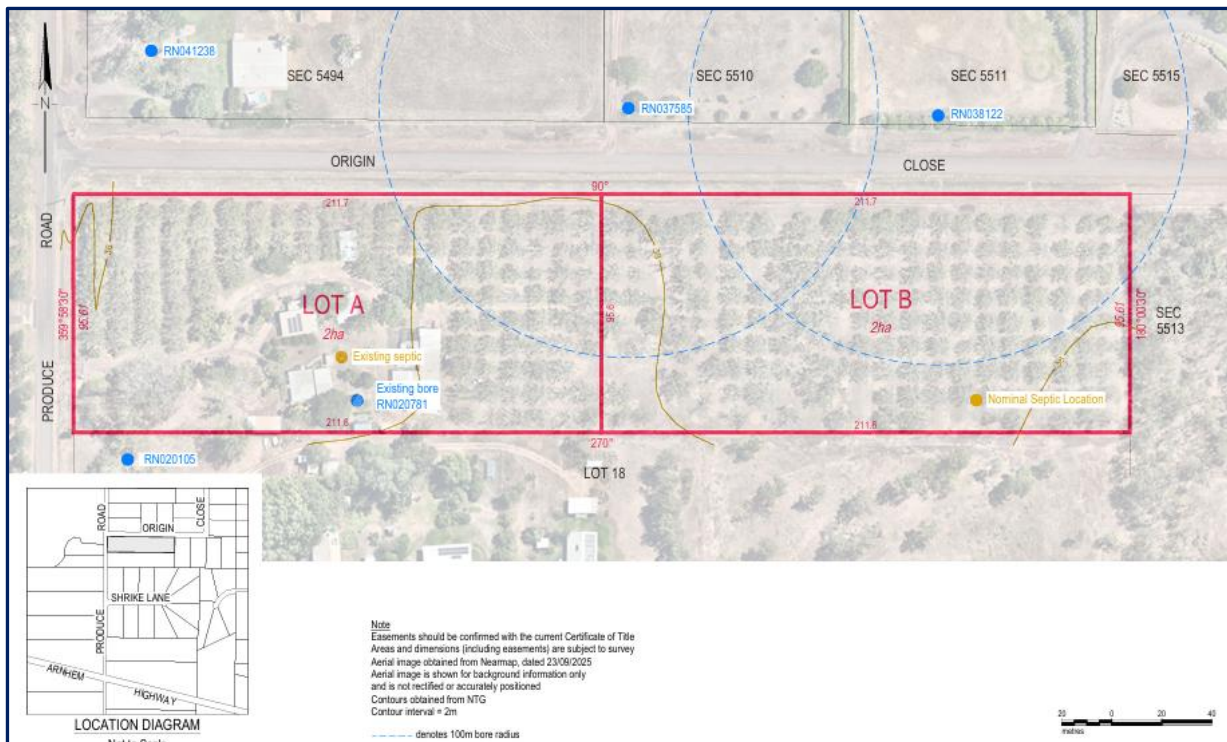 RN041238
SEC 5494
SEC 5510
SEC 5511
SEC 5515
N
RN037585
RN038122
ORIGIN
CLOSE
ROAD
90°
211.7
211.7
38
38
LOT A
2ha
LOT B
2ha
359°58'30"
95.61
95.6
95.61
180°00'30"
SEC
5513
PRODUCE
Existing septic
Existing bore
RN020781
38
Nominal Septic Location
211.6
211.6
270°
RN020105
LOT 18
ROAD
CLOSE
ORIGIN
SHRIKE LANE
PRODUCE
ARNHEM
HIGHWAY
LOCATION DIAGRAM
Note
Easements should be confirmed with the current Certificate of Title
Areas and dimensions (including easements) are subject to survey
Aerial image obtained from Nearmap, dated 23/09/2025
Aerial image is shown for background information only
and is not rectified or accurately positioned
Contours obtained from NTG
Contour interval = 2m
denotes 100m bore radius
20 0 20 40
metres